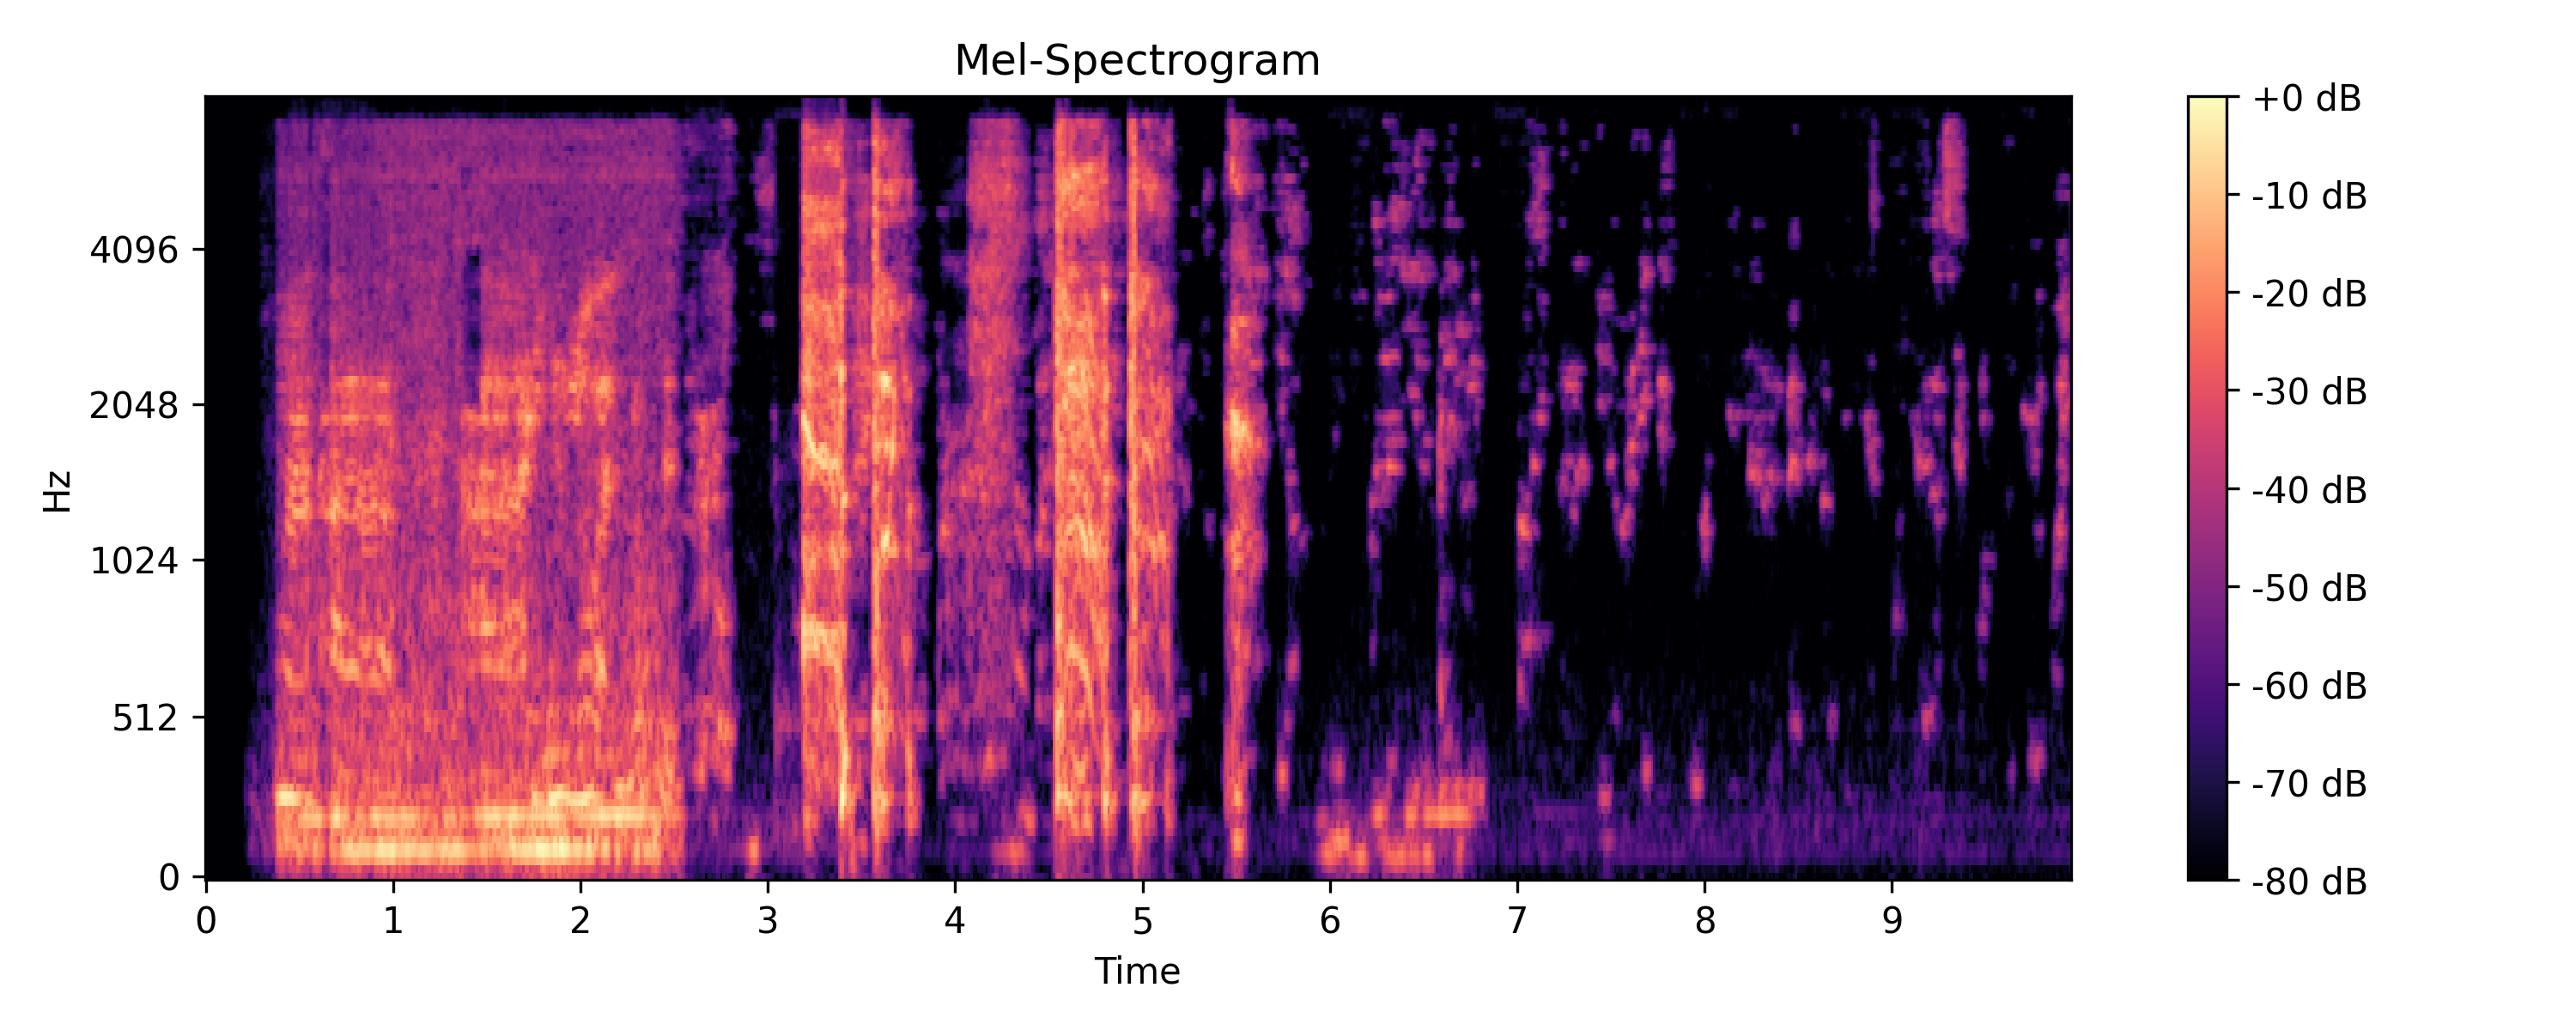 Mel-Spectrogram
Hz
4096
2048
1024
512
0
0 1 2 3 4 5 6 7 8 9
Time
+0 dB
-10 dB
-20 dB
-30 dB
-40 dB
-50 dB
-60 dB
-70 dB
-80 dB